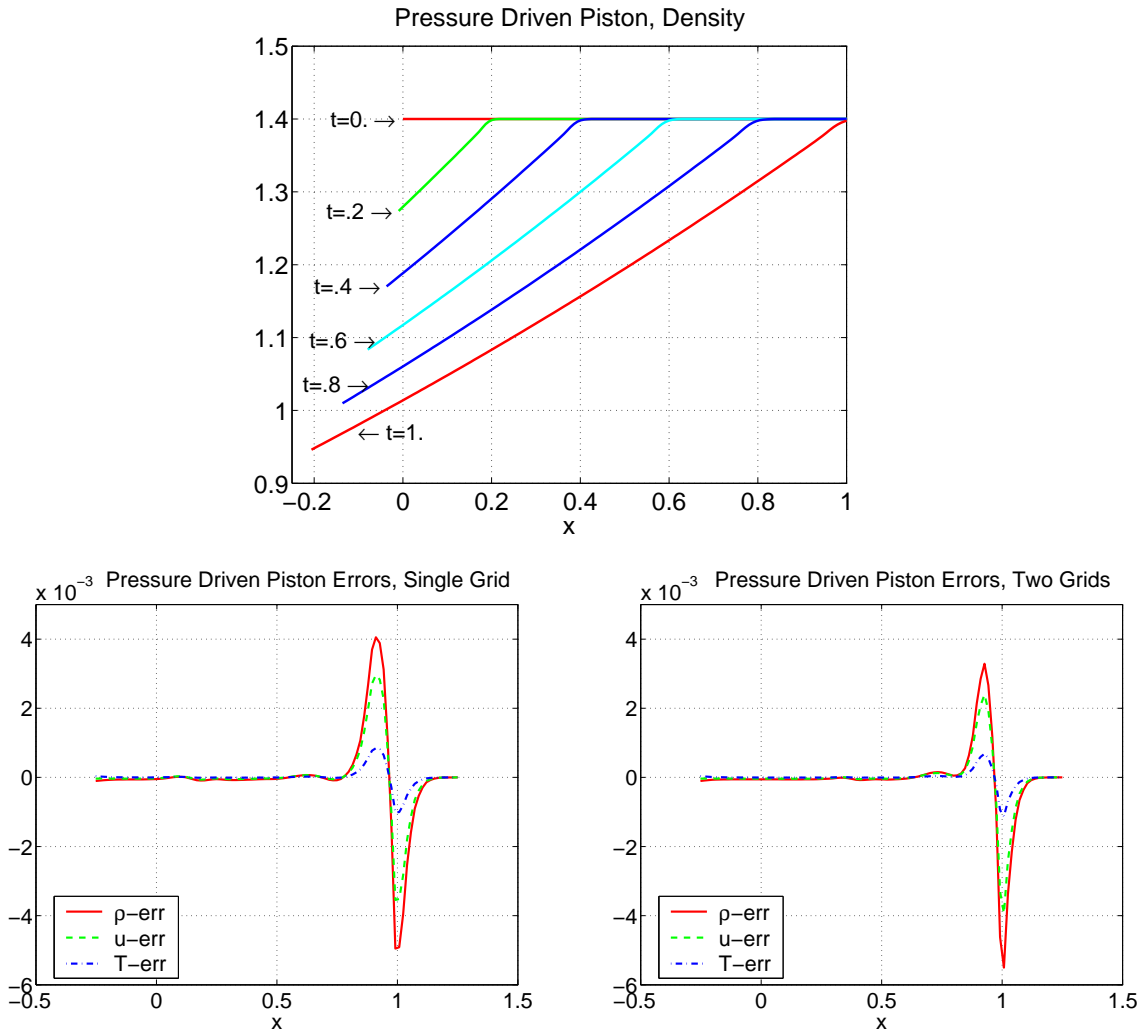 Pressure Driven Piston, Density
1.5
1.4
1.3
1.2
1.1
1
0.9
t=0. →
t=.2 →
t=.4 →
t=.6 →
t=.8 →
← t=1.
−0.2 0 0.2 0.4 0.6 0.8 1
x
x 10⁻³ Pressure Driven Piston Errors, Single Grid
4
2
0
−2
−4
−6
ρ−err
u−err
T−err
−0.5 0 0.5 1 1.5
x
x 10⁻³ Pressure Driven Piston Errors, Two Grids
4
2
0
−2
−4
−6
ρ−err
u−err
T−err
−0.5 0 0.5 1 1.5
x